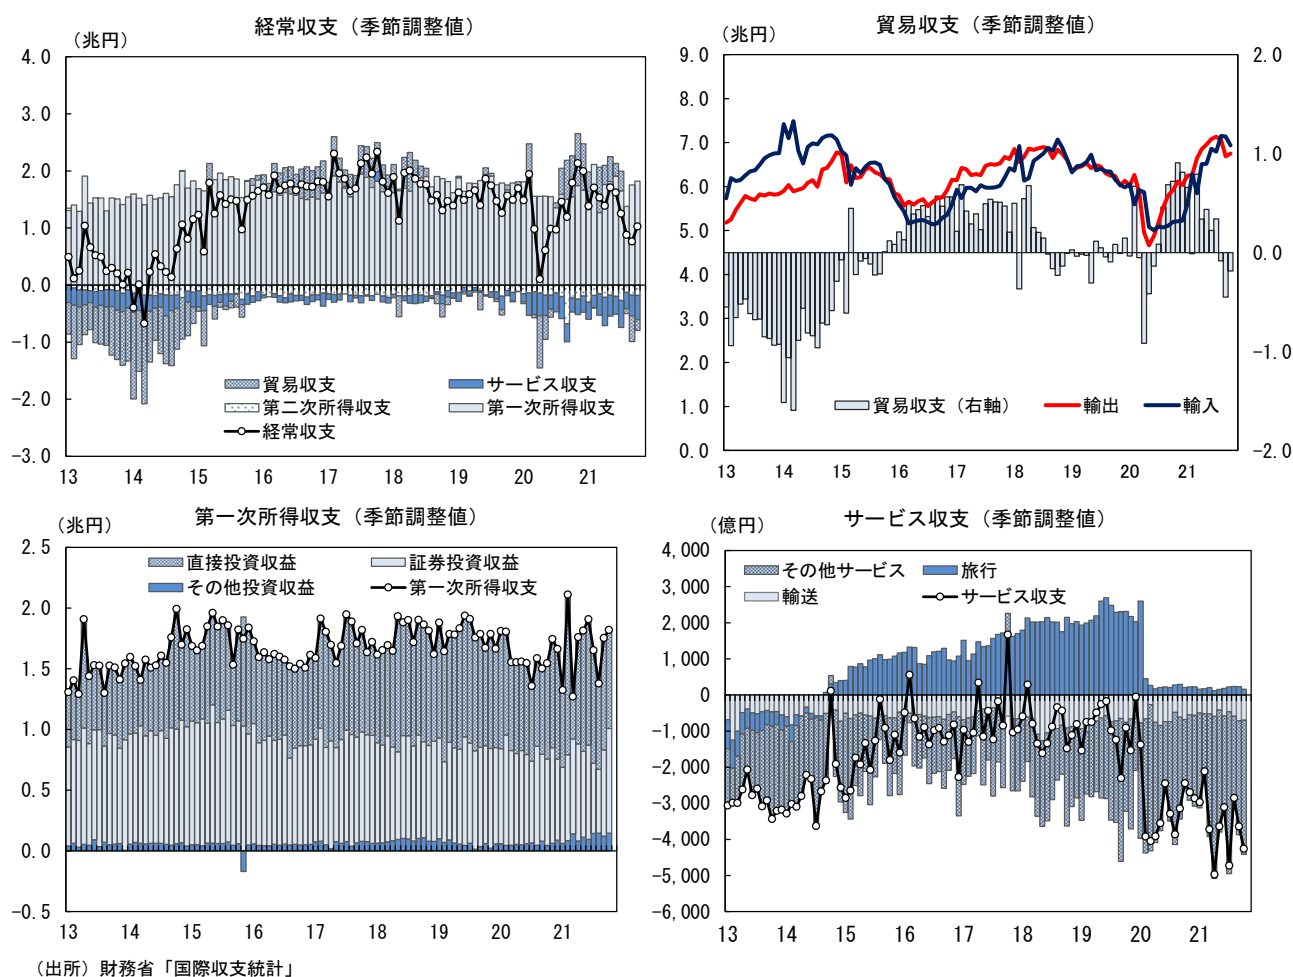 経常収支（季節調整値）
（兆円）
4.0
3.0
2.0
1.0
0.0
-1.0
-2.0
-3.0
貿易収支
サービス収支
第二次所得収支
第一次所得収支
経常収支
13 14 15 16 17 18 19 20 21
貿易収支（季節調整値）
（兆円）
9.0
8.0
7.0
6.0
5.0
4.0
3.0
2.0
1.0
0.0
2.0
1.0
0.0
-1.0
-2.0
貿易収支（右軸）
輸出
輸入
13 14 15 16 17 18 19 20 21
第一次所得収支（季節調整値）
（兆円）
2.5
2.0
1.5
1.0
0.5
0.0
-0.5
直接投資収益
証券投資収益
その他投資収益
第一次所得収支
13 14 15 16 17 18 19 20 21
サービス収支（季節調整値）
（億円）
4,000
3,000
2,000
1,000
0
-1,000
-2,000
-3,000
-4,000
-5,000
-6,000
その他サービス
旅行
輸送
サービス収支
13 14 15 16 17 18 19 20 21
（出所）財務省「国際収支統計」